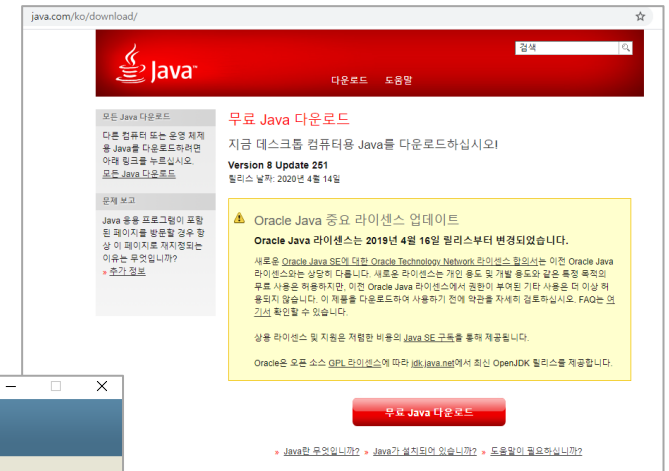 java.com/ko/download/
Java
검색
다운로드 도움말
모든 Java 다운로드
다른 컴퓨터 또는 운영 체제
용 Java를 다운로드하려면
아래 링크를 누르십시오.
모든 Java 다운로드
문제 보고
Java 응용 프로그램이 포함
된 페이지를 방문할 경우 항
상 이 페이지로 재지정되는
이유는 무엇입니까?
» 추가 정보
무료 Java 다운로드
지금 데스크톱 컴퓨터용 Java를 다운로드하십시오!
Version 8 Update 251
릴리스 날짜: 2020년 4월 14일
Oracle Java 중요 라이센스 업데이트
Oracle Java 라이센스는 2019년 4월 16일 릴리스부터 변경되었습니다.
새로운 Oracle Java SE에 대한 Oracle Technology Network 라이센스 합의서는 이전 Oracle Java
라이센스와는 상당히 다릅니다. 새로운 라이센스는 개인 용도 및 개발 용도와 같은 특정 목적의
무료 사용은 허용하지만, 이전 Oracle Java 라이센스에서 권한이 부여된 기타 사용은 더 이상 허
용되지 않습니다. 이 제품을 다운로드하여 사용하기 전에 약관을 자세히 검토하십시오. FAQ는 여
기서 확인할 수 있습니다.
상용 라이센스 및 지원은 저렴한 비용의 Java SE 구독을 통해 제공됩니다.
Oracle은 오픈 소스 GPL 라이센스에 따라 jdk.java.net에서 최신 OpenJDK 릴리스를 제공합니다.
무료 Java 다운로드
» Java란 무엇입니까? » Java가 설치되어 있습니까? » 도움말이 필요하십니까?